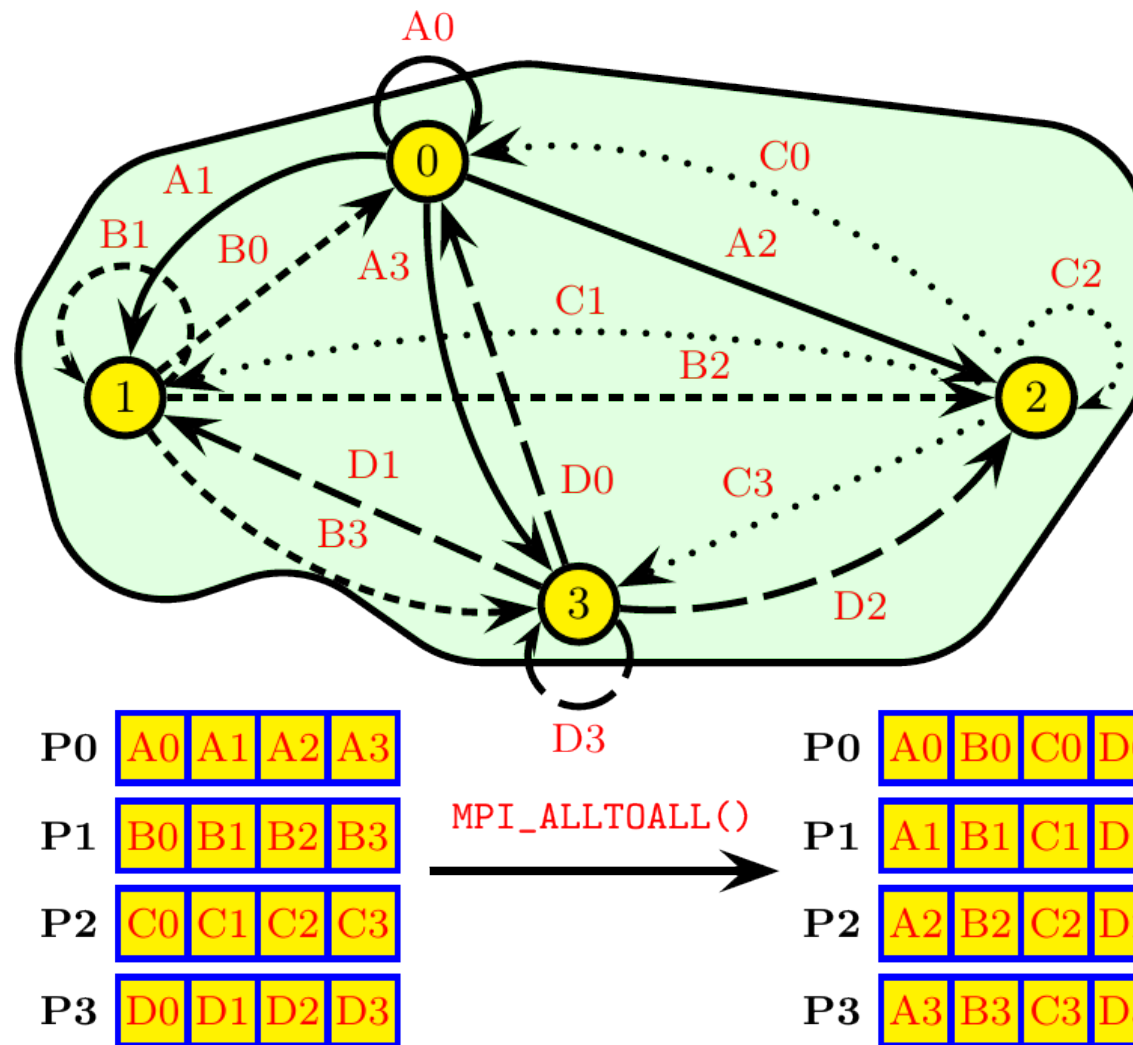 A0
C0
0
A1
B1
B0
A3
A2
C2
C1
B2
1
2
D1
D0
C3
B3
3
D2
D3
P0 A0 A1 A2 A3
P1 B0 B1 B2 B3
P2 C0 C1 C2 C3
P3 D0 D1 D2 D3
MPI_ALLTOALL()
P0 A0 B0 C0 D
P1 A1 B1 C1 D
P2 A2 B2 C2 D
P3 A3 B3 C3 D